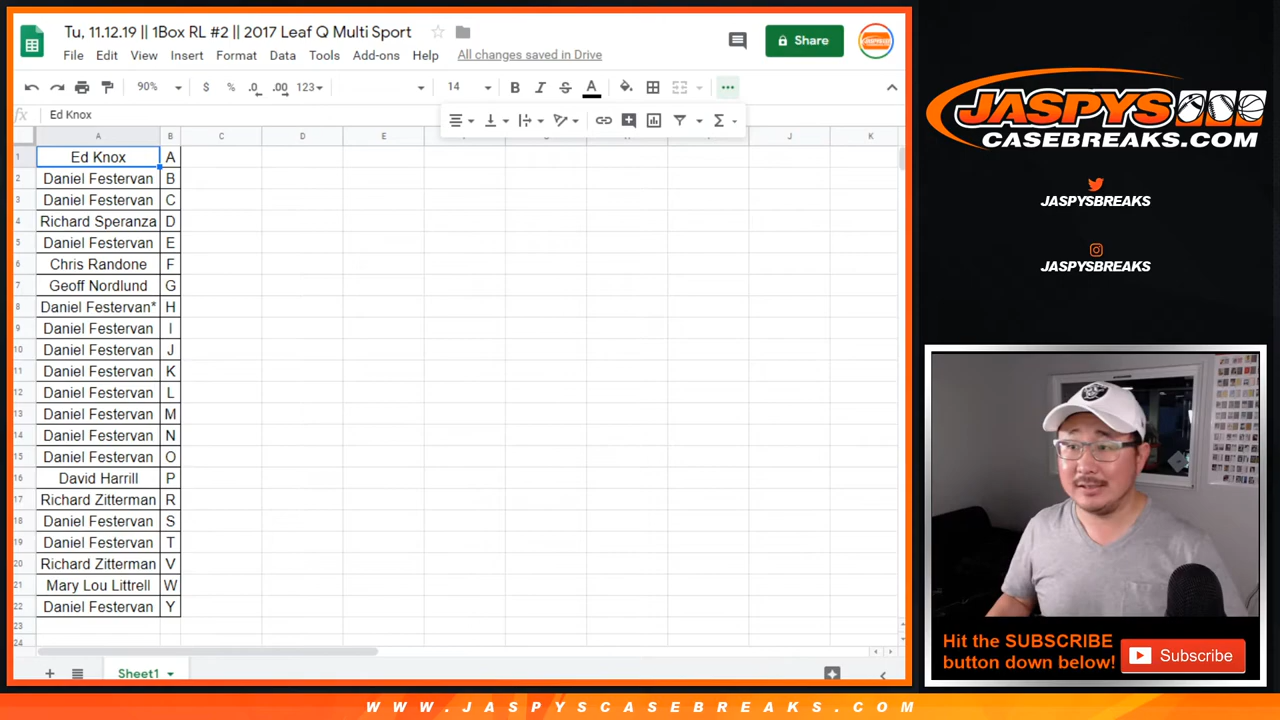 Tu, 11.12.19 || 1Box RL #2 || 2017 Leaf Q Multi Sport
File Edit View Insert Format Data Tools Add-ons Help All changes saved in Drive
Share
90% $ % .0 .00 123 14 B I S A
fx Ed Knox
A B C D E F G H I J K
1 Ed Knox A
2 Daniel Festervan B
3 Daniel Festervan C
4 Richard Speranza D
5 Daniel Festervan E
6 Chris Randone F
7 Geoff Nordlund G
8 Daniel Festervan* H
9 Daniel Festervan I
10 Daniel Festervan J
11 Daniel Festervan K
12 Daniel Festervan L
13 Daniel Festervan M
14 Daniel Festervan N
15 Daniel Festervan O
16 David Harrill P
17 Richard Zitterman R
18 Daniel Festervan S
19 Daniel Festervan T
20 Richard Zitterman V
21 Mary Lou Littrell W
22 Daniel Festervan Y
23
24
Sheet1
JASPYS
CASEBREAKS.COM
JASPYSBREAKS
JASPYSBREAKS
Hit the SUBSCRIBE
button down below!
Subscribe
WWW.JASPYSCASEBREAKS.COM